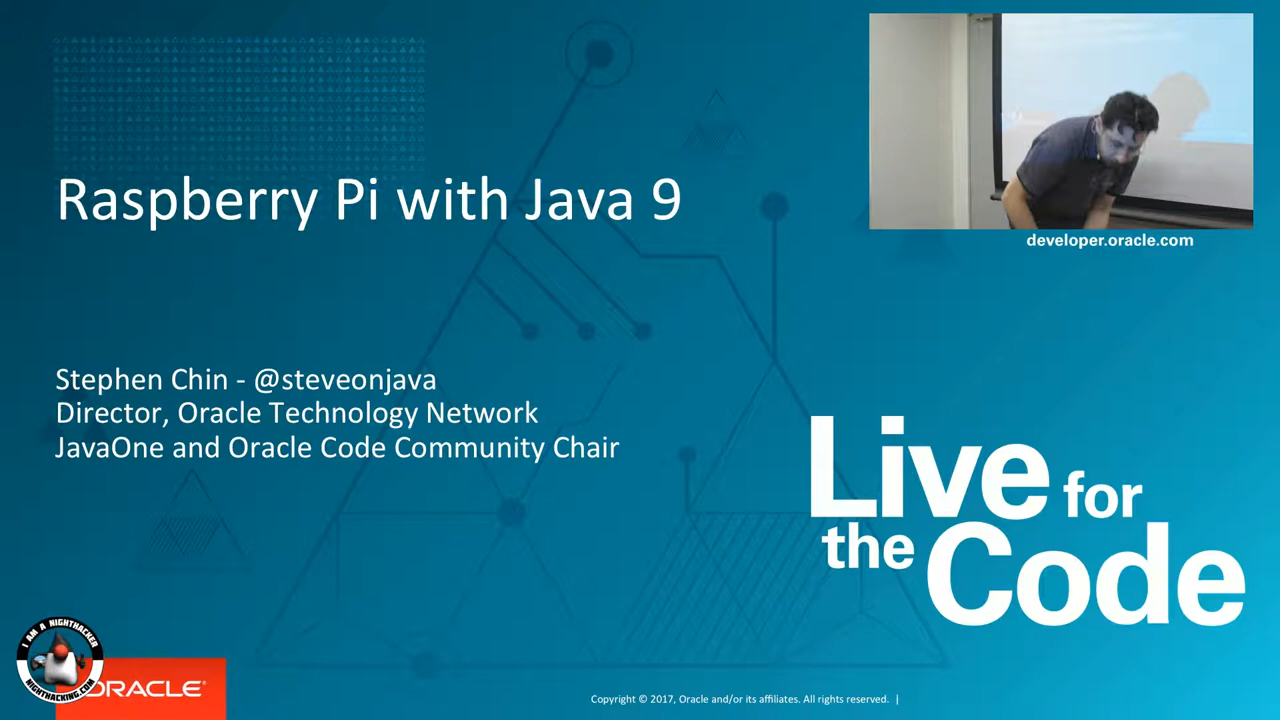 developer.oracle.com
Raspberry Pi with Java 9
Stephen Chin - @steveonjava
Director, Oracle Technology Network
JavaOne and Oracle Code Community Chair
Live for
the Code
I AM A NIGHTHACKER
NIGHTHACKING.COM
ORACLE®
Copyright © 2017, Oracle and/or its affiliates. All rights reserved. |